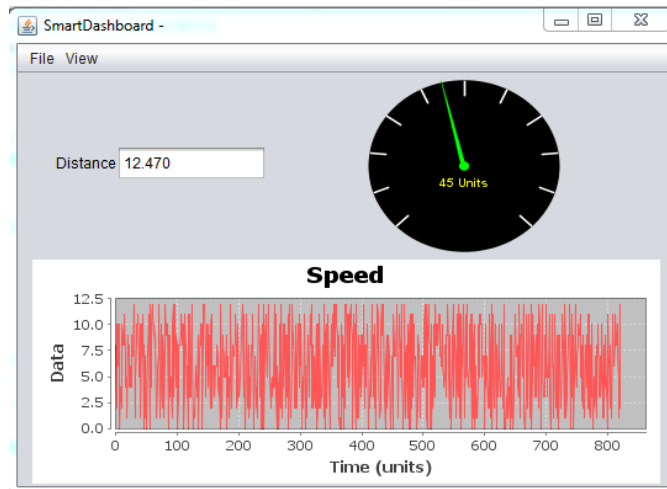 SmartDashboard -
File View
Distance 12.470
45 Units
Speed
12.5
10.0
7.5
5.0
2.5
0.0
Data
0 100 200 300 400 500 600 700 800
Time (units)